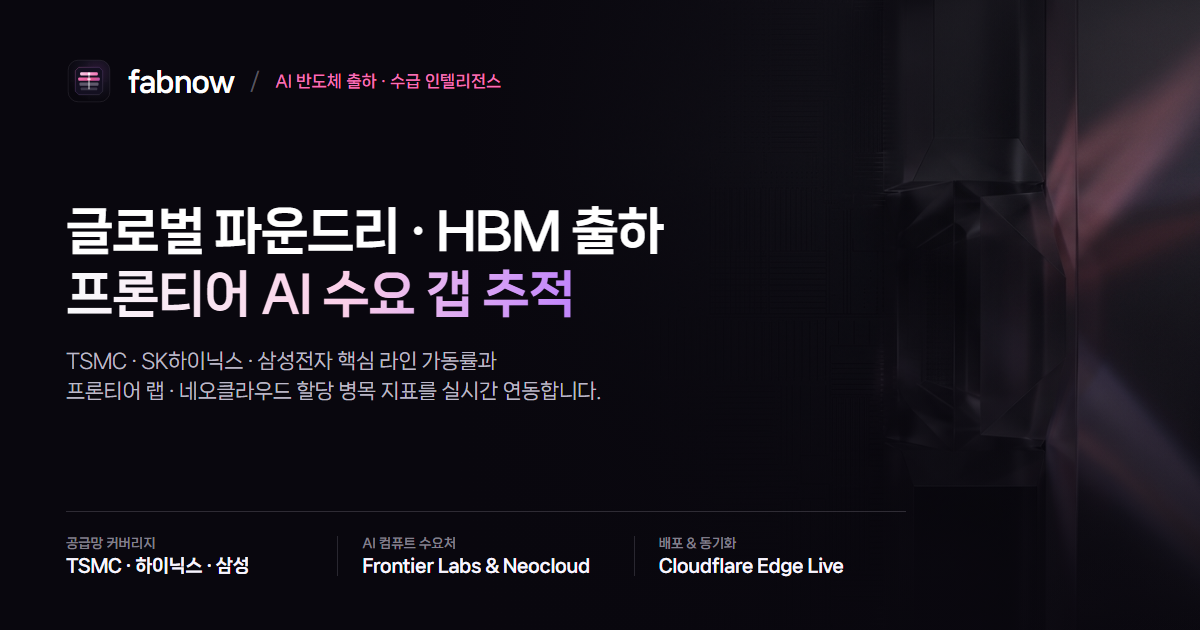 fabnow / AI 반도체 출하 · 수급 인텔리전스
글로벌 파운드리 · HBM 출하
프론티어 AI 수요 갭 추적
TSMC · SK하이닉스 · 삼성전자 핵심 라인 가동률과
프론티어 랩 · 네오클라우드 할당 병목 지표를 실시간 연동합니다.
공급망 커버리지
TSMC · 하이닉스 · 삼성
AI 컴퓨트 수요처
Frontier Labs & Neocloud
배포 & 동기화
Cloudflare Edge Live